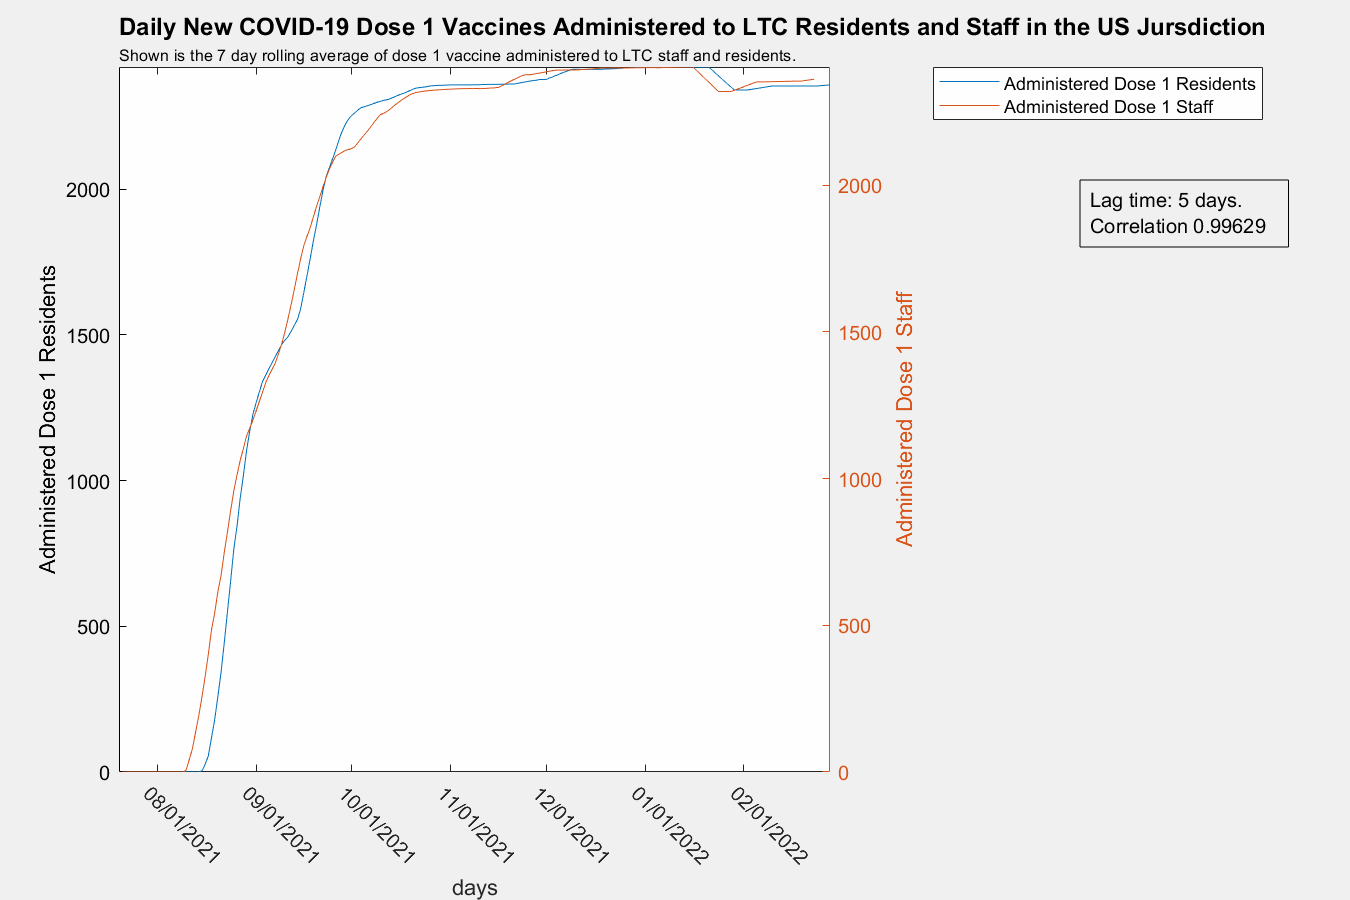 Daily New COVID-19 Dose 1 Vaccines Administered to LTC Residents and Staff in the US Jursdiction
Shown is the 7 day rolling average of dose 1 vaccine administered to LTC staff and residents.
Administered Dose 1 Residents
Administered Dose 1 Staff
Lag time: 5 days.
Correlation 0.99629
Administered Dose 1 Residents
2000
1500
1000
500
0
2000
1500
1000
500
0
Administered Dose 1 Staff
08/01/2021
09/01/2021
10/01/2021
11/01/2021
12/01/2021
01/01/2022
02/01/2022
days